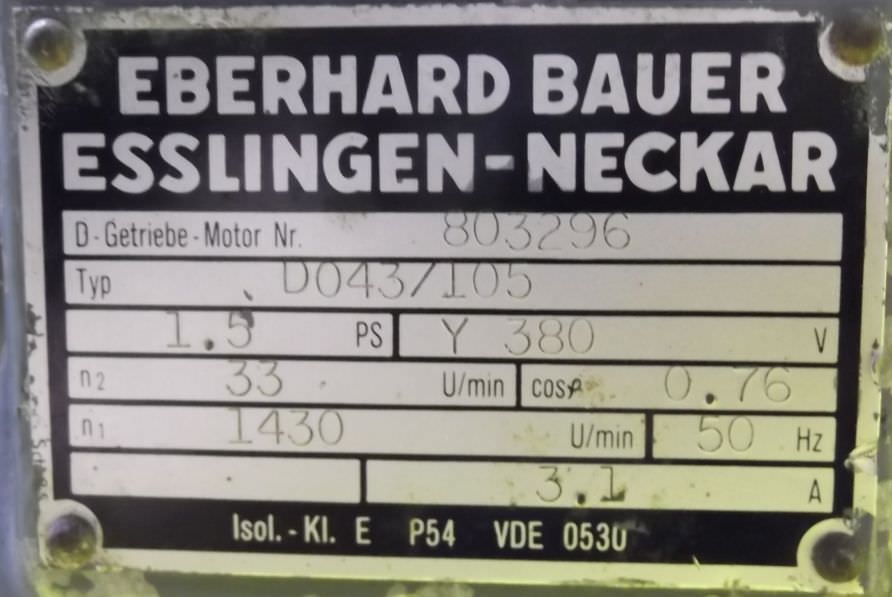 EBERHARD BAUER
ESSLINGEN-NECKAR
D-Getriebe-Motor Nr. 803296
Typ D043/105
1.5 PS Y 380 V
n2 33 U/min cosφ 0.76
n1 1430 U/min 50 Hz
3.1 A
Isol.-Kl. E P54 VDE 0530